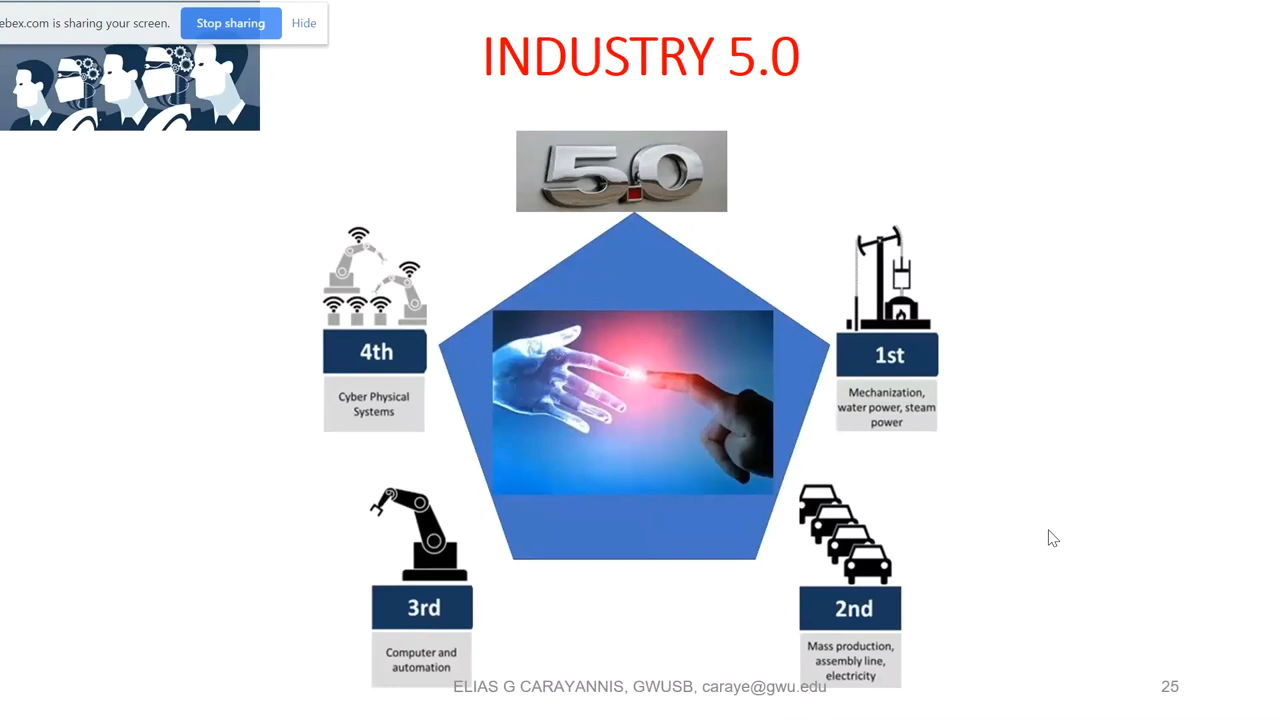 ebex.com is sharing your screen.
Stop sharing
Hide
INDUSTRY 5.0
5.0
4th
Cyber Physical
Systems
1st
Mechanization,
water power, steam
power
3rd
Computer and
automation
2nd
Mass production,
assembly line,
electricity
ELIAS G CARAYANNIS, GWUSB, caraye@gwu.edu
25